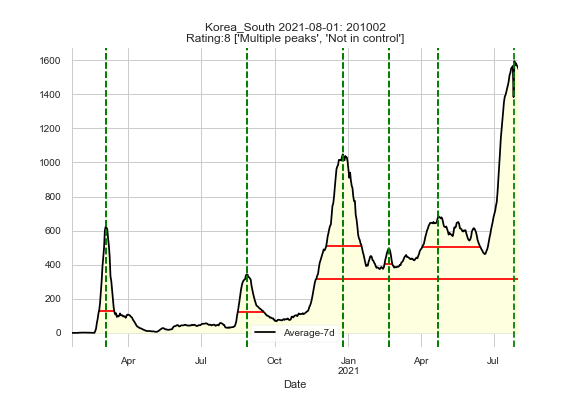 Korea_South 2021-08-01: 201002
Rating:8 ['Multiple peaks', 'Not in control']
1600
1400
1200
1000
800
600
400
200
0
Average-7d
Apr Jul Oct Jan Apr Jul
2021
Date